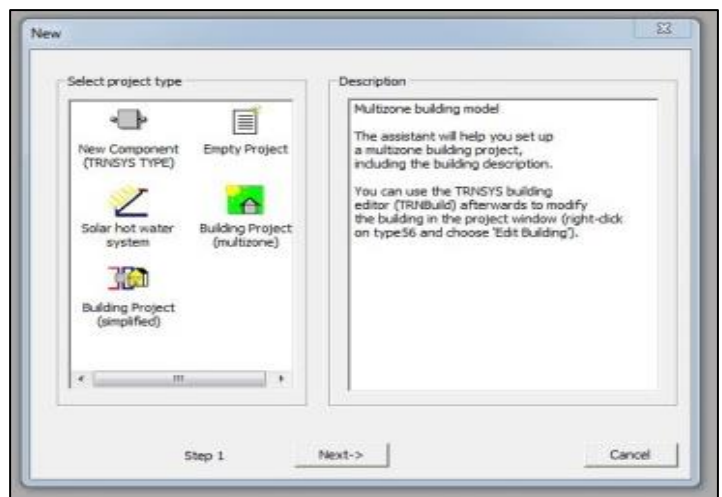 New
Select project type
New Component
(TRNSYS TYPE)
Empty Project
Solar hot water
system
Building Project
(multizone)
Building Project
(simplified)
Description
Multizone building model
The assistant will help you set up
a multizone building project,
including the building description.
You can use the TRNSYS building
editor (TRNBuild) afterwards to modify
the building in the project window (right-click
on type56 and choose 'Edit Building').
Step 1
Next->
Cancel